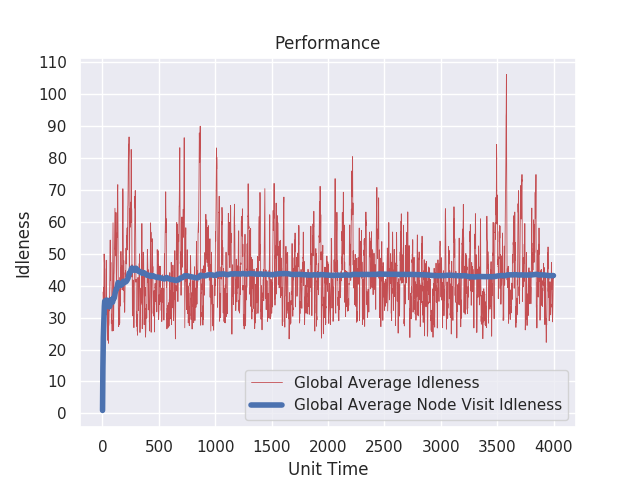 Performance
110
100
90
80
70
60
50
40
30
20
10
0
Idleness
Global Average Idleness
Global Average Node Visit Idleness
0 500 1000 1500 2000 2500 3000 3500 4000
Unit Time